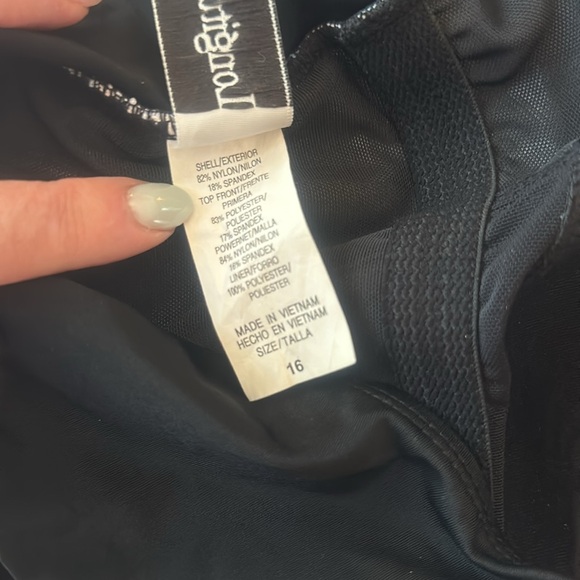 SHELL/EXTERIOR
82% NYLON/NILON
18% SPANDEX
TOP FRONT/FRENTE
PRIMERA
83% POLYESTER/
POLIESTER
17% SPANDEX
POWERNET/MALLA
84% NYLON/NILON
16% SPANDEX
LINER/FORRO
100% POLYESTER/
POLIESTER
MADE IN VIETNAM
HECHO EN VIETNAM
SIZE/TALLA
16